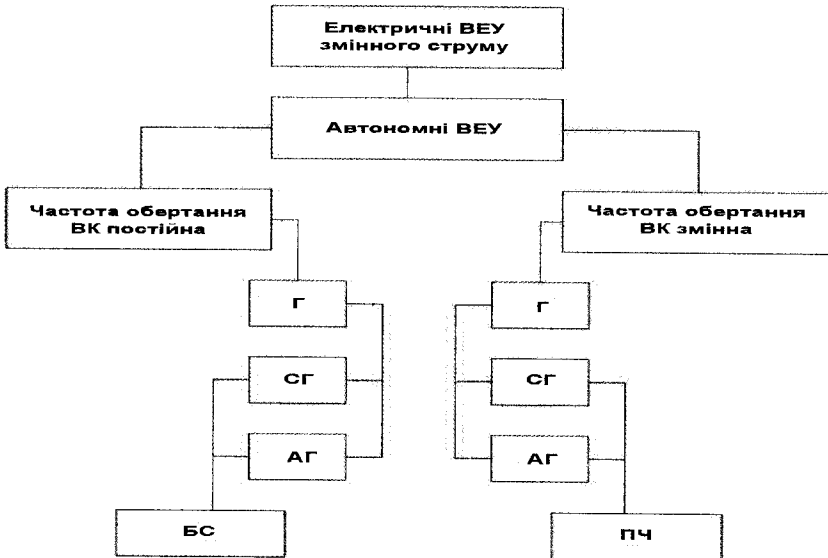 Електричні ВЕУ
змінного струму
Автономні ВЕУ
Частота обертання
ВК постійна
Частота обертання
ВК змінна
Г
Г
СГ
СГ
АГ
АГ
БС
ПЧ